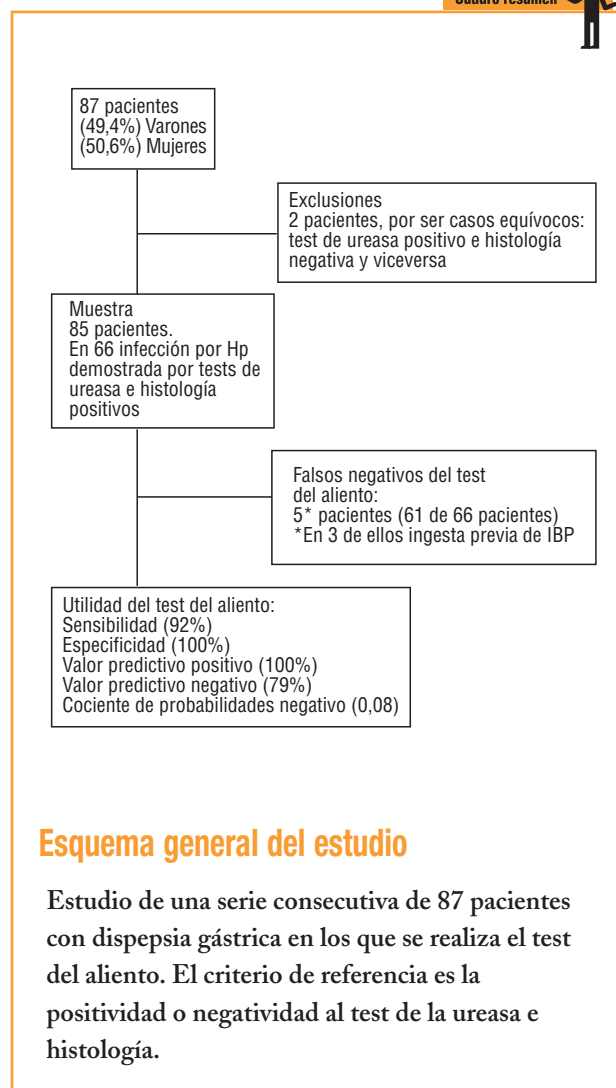 Cuadro resumen
87 pacientes
(49,4%) Varones
(50,6%) Mujeres
Exclusiones
2 pacientes, por ser casos equívocos:
test de ureasa positivo e histología
negativa y viceversa
Muestra
85 pacientes.
En 66 infección por Hp
demostrada por tests de
ureasa e histología
positivos
Falsos negativos del test
del aliento:
5* pacientes (61 de 66 pacientes)
*En 3 de ellos ingesta previa de IBP
Utilidad del test del aliento:
Sensibilidad (92%)
Especificidad (100%)
Valor predictivo positivo (100%)
Valor predictivo negativo (79%)
Cociente de probabilidades negativo (0,08)
Esquema general del estudio
Estudio de una serie consecutiva de 87 pacientes
con dispepsia gástrica en los que se realiza el test
del aliento. El criterio de referencia es la
positividad o negatividad al test de la ureasa e
histología.